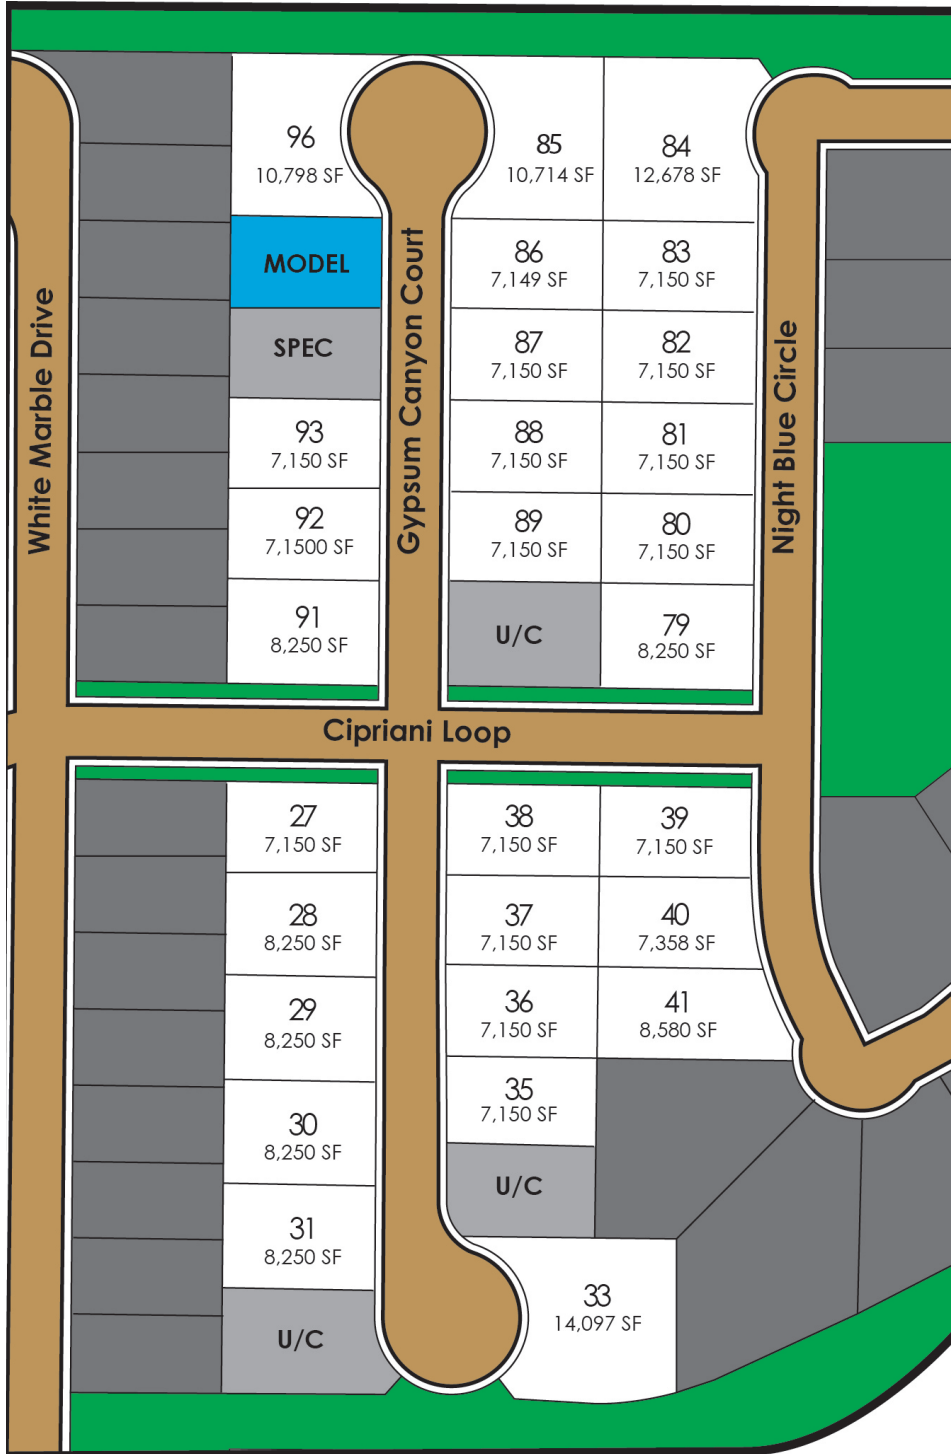 96
10,798 SF
85
10,714 SF
84
12,678 SF
MODEL
86
7,149 SF
83
7,150 SF
SPEC
87
7,150 SF
82
7,150 SF
White Marble Drive
Gypsum Canyon Court
Night Blue Circle
93
7,150 SF
88
7,150 SF
81
7,150 SF
92
7,1500 SF
89
7,150 SF
80
7,150 SF
91
8,250 SF
U/C
79
8,250 SF
Cipriani Loop
27
7,150 SF
38
7,150 SF
39
7,150 SF
28
8,250 SF
37
7,150 SF
40
7,358 SF
29
8,250 SF
36
7,150 SF
41
8,580 SF
30
8,250 SF
35
7,150 SF
31
8,250 SF
U/C
33
14,097 SF
U/C